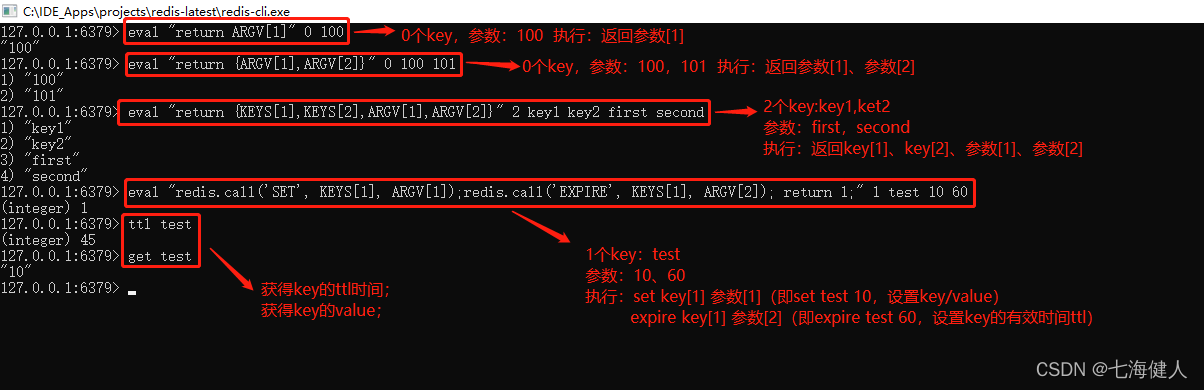 C:\IDE_Apps\projects\redis-latest\redis-cli.exe
127.0.0.1:6379> eval "return ARGV[1]" 0 100
0个key，参数：100 执行：返回参数[1]
"100"
127.0.0.1:6379> eval "return {ARGV[1],ARGV[2]}" 0 100 101
0个key，参数：100，101 执行：返回参数[1]、参数[2]
1) "100"
2) "101"
127.0.0.1:6379> eval "return {KEYS[1],KEYS[2],ARGV[1],ARGV[2]}" 2 key1 key2 first second
2个key:key1,ket2
参数：first，second
执行：返回key[1]、key[2]、参数[1]、参数[2]
1) "key1"
2) "key2"
3) "first"
4) "second"
127.0.0.1:6379> eval "redis.call('SET', KEYS[1], ARGV[1]);redis.call('EXPIRE', KEYS[1], ARGV[2]); return 1;" 1 test 10 60
(integer) 1
127.0.0.1:6379> ttl test
(integer) 45
127.0.0.1:6379> get test
"10"
127.0.0.1:6379>
获得key的ttl时间；
获得key的value；
1个key：test
参数：10、60
执行：set key[1] 参数[1]（即set test 10，设置key/value）
expire key[1] 参数[2]（即expire test 60，设置key的有效时间ttl）
CSDN @七海健人